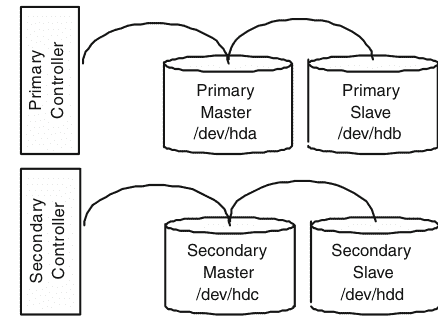 Primary
Controller
Primary
Master
/dev/hda
Primary
Slave
/dev/hdb
Secondary
Controller
Secondary
Master
/dev/hdc
Secondary
Slave
/dev/hdd